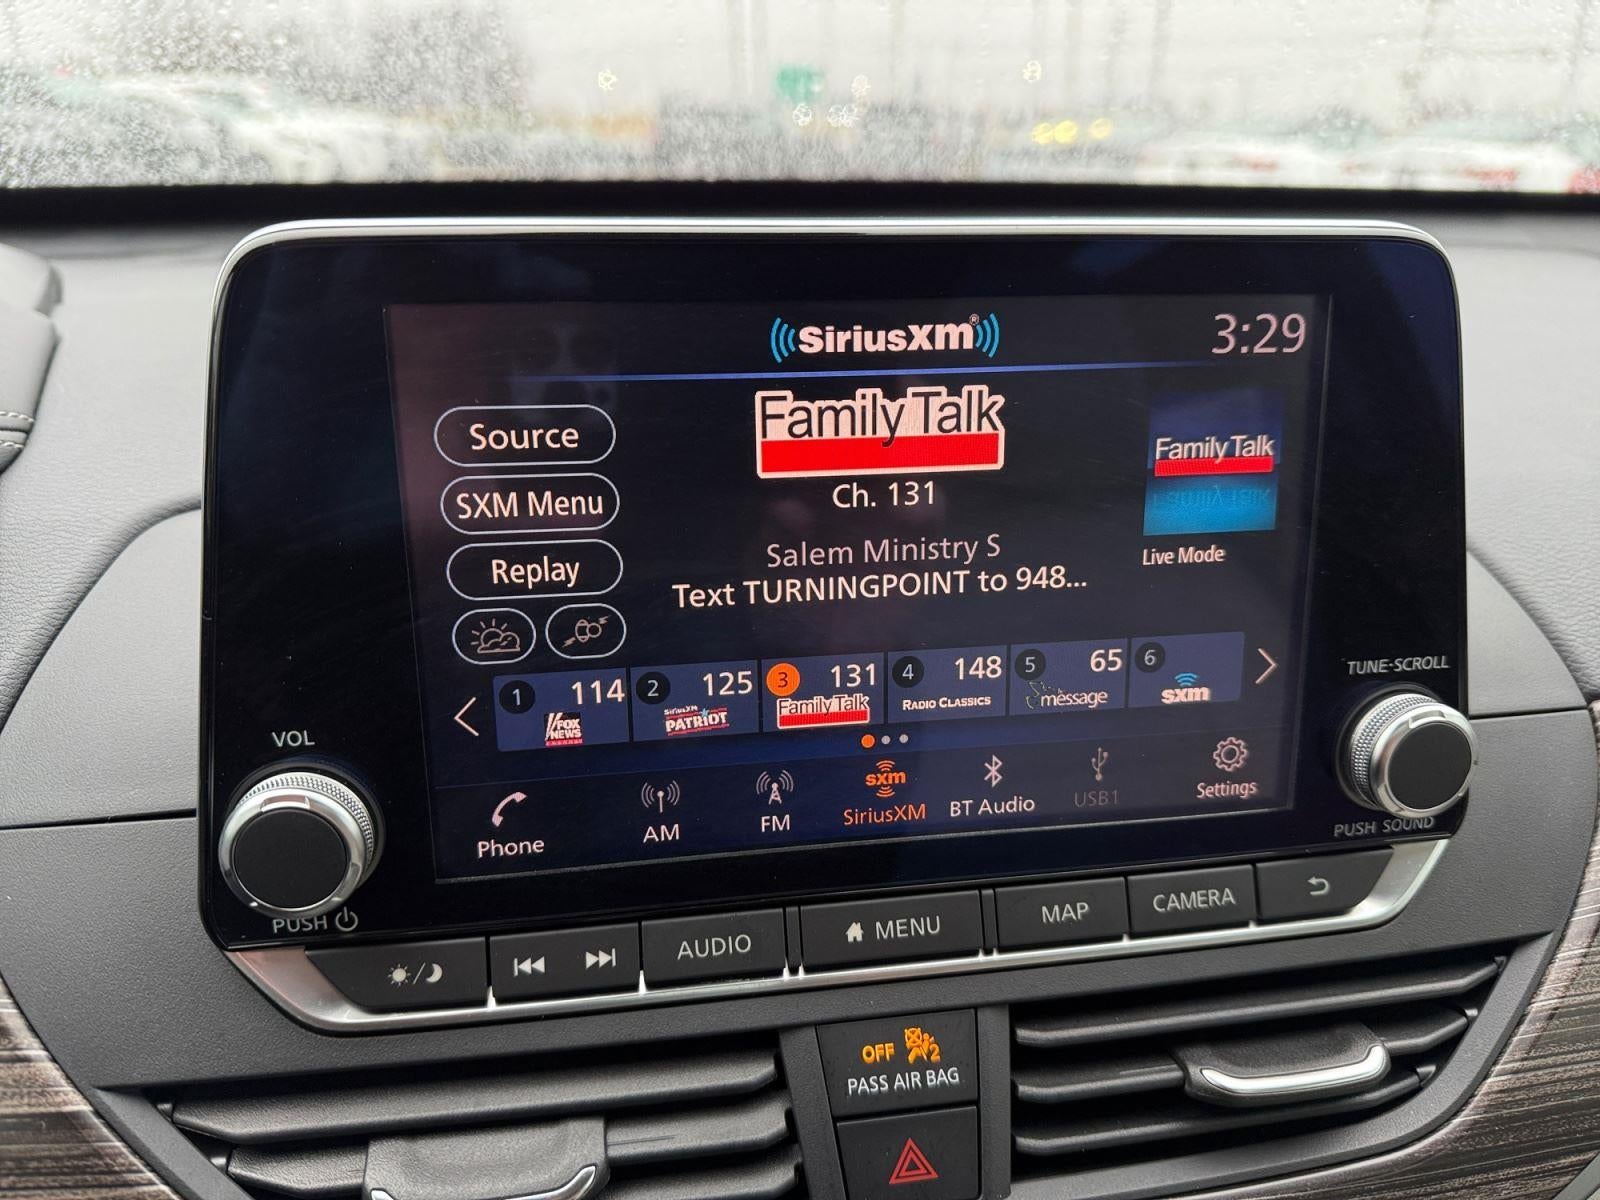 SiriusXM®
3:29
Source
SXM Menu
Replay
Family Talk
Ch. 131
Salem Ministry S
Text TURNINGPOINT to 948...
Family Talk
Live Mode
1 114 FOX NEWS
2 125 SiriusXM PATRIOT
3 131 Family Talk
4 148 RADIO CLASSICS
5 65 message
6 sxm
Phone
AM
FM
sxm
SiriusXM
BT Audio
USB1
Settings
VOL
PUSH
TUNE·SCROLL
PUSH SOUND
AUDIO
MENU
MAP
CAMERA
OFF 2
PASS AIR BAG